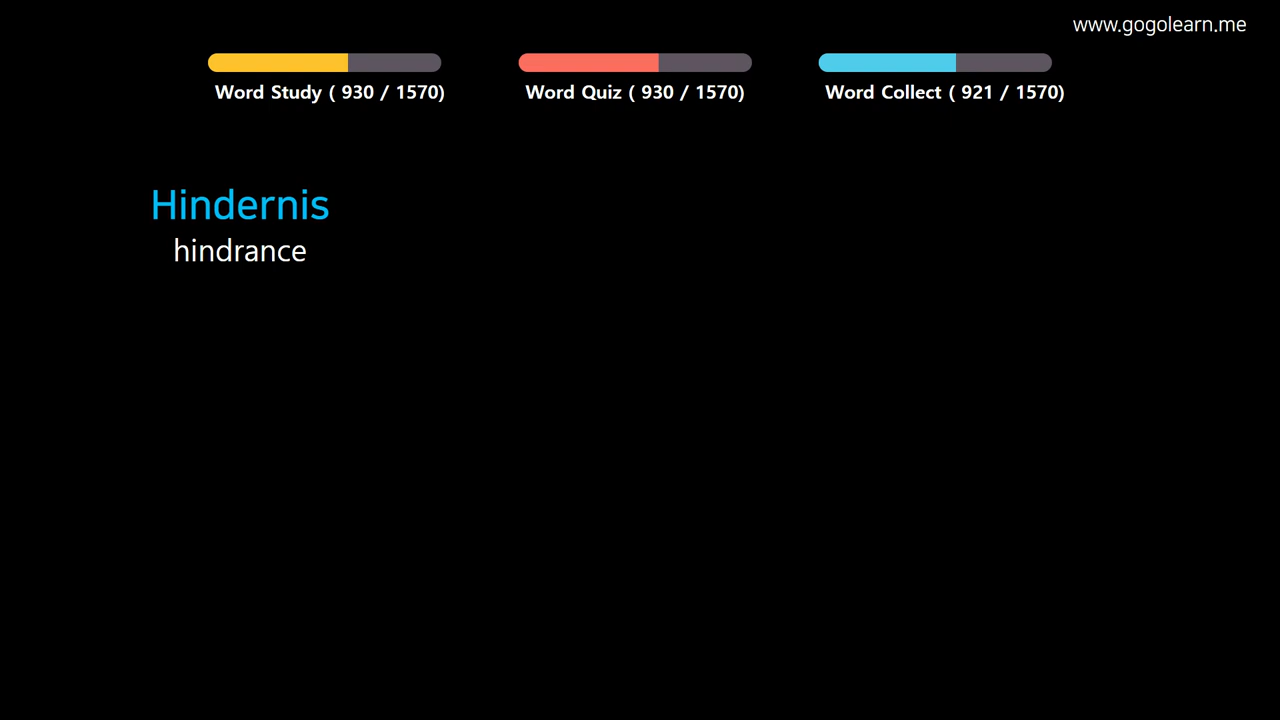 www.gogolearn.me
Word Study ( 930 / 1570)
Word Quiz ( 930 / 1570)
Word Collect ( 921 / 1570)
Hindernis
hindrance